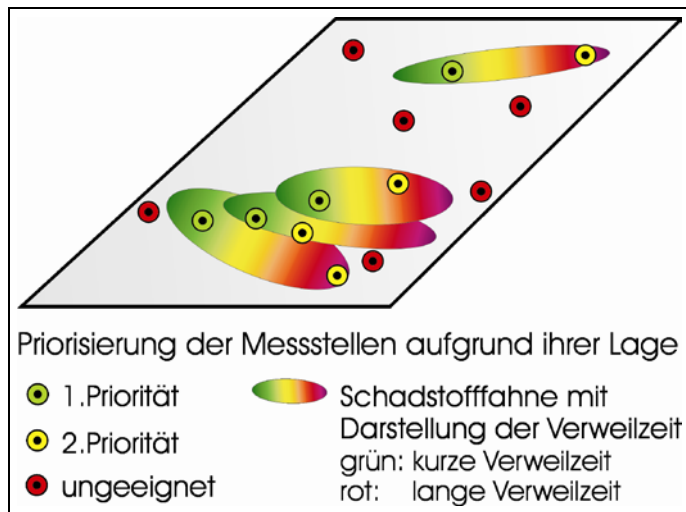 Priorisierung der Messstellen aufgrund ihrer Lage
1.Priorität
2.Priorität
ungeeignet
Schadstofffahne mit
Darstellung der Verweilzeit
grün: kurze Verweilzeit
rot: lange Verweilzeit